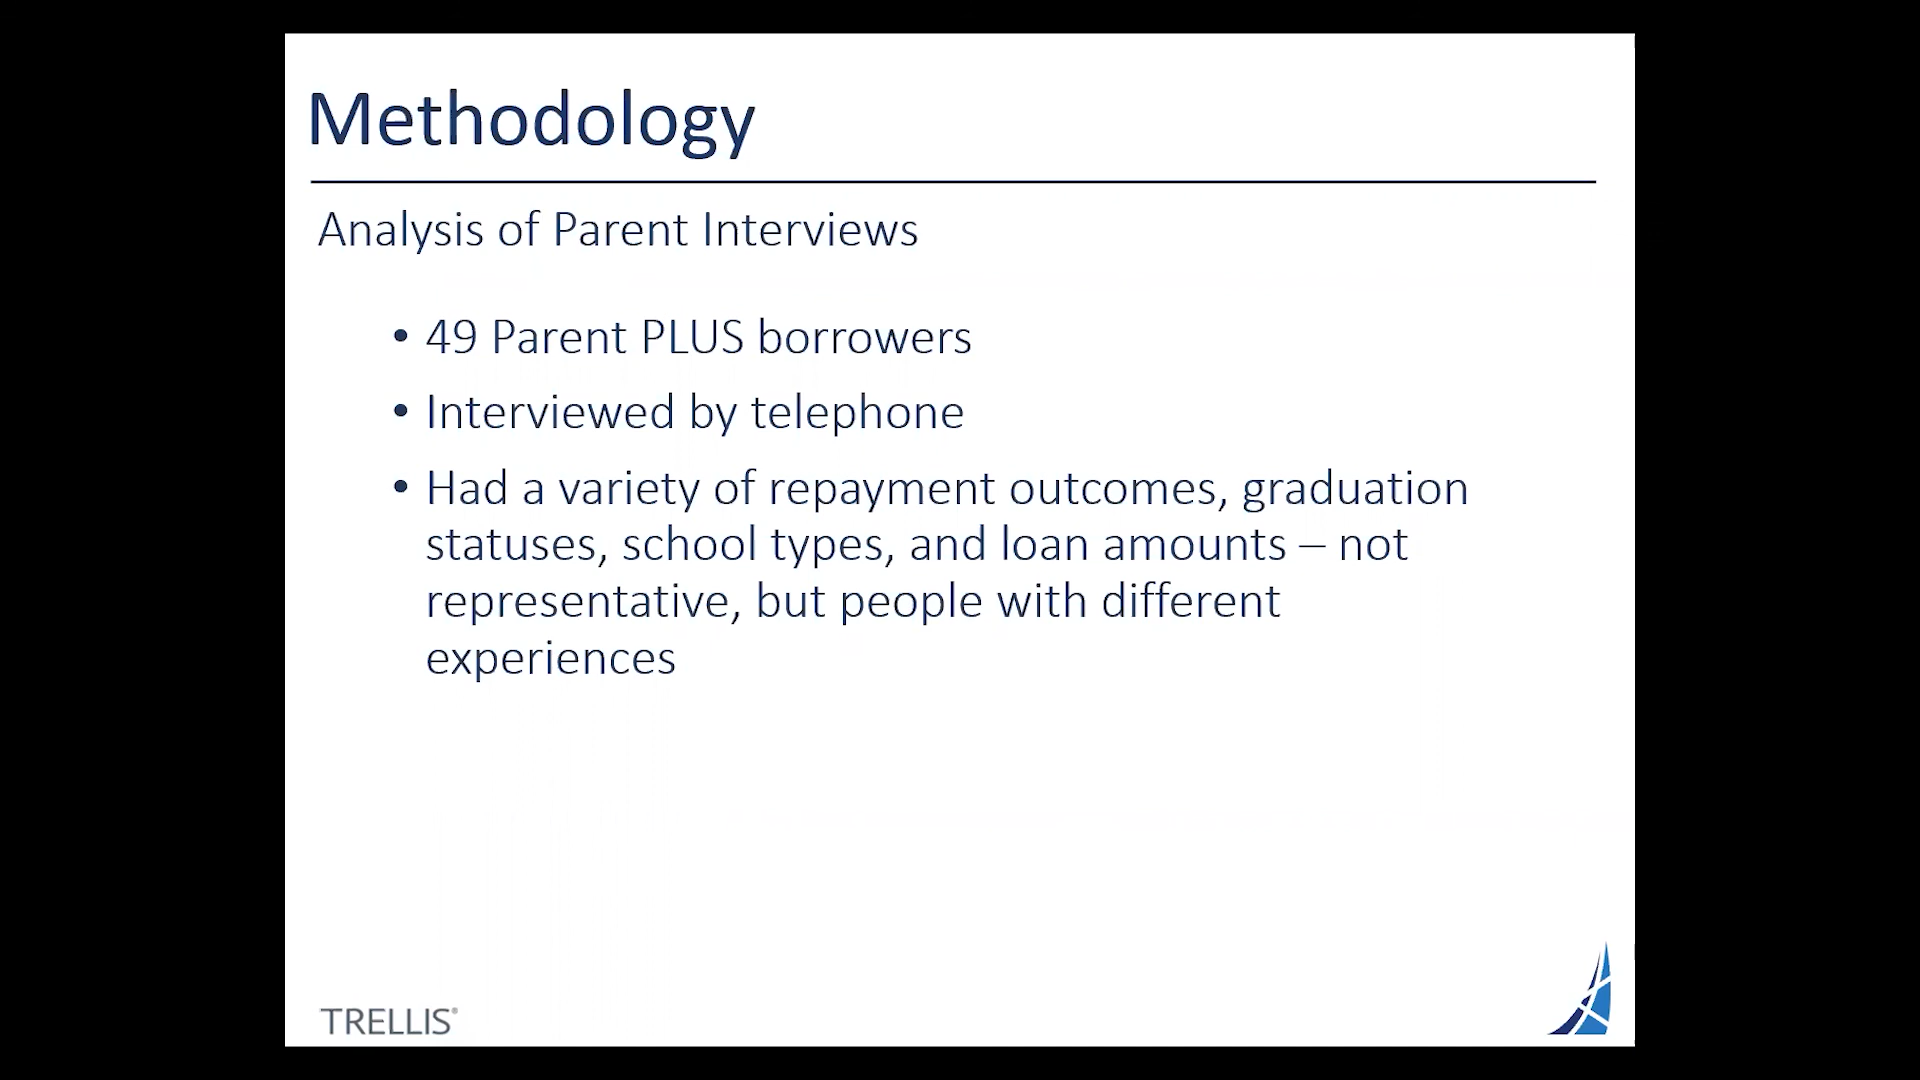 Methodology
Analysis of Parent Interviews
• 49 Parent PLUS borrowers
• Interviewed by telephone
• Had a variety of repayment outcomes, graduation
statuses, school types, and loan amounts – not
representative, but people with different
experiences
TRELLIS®